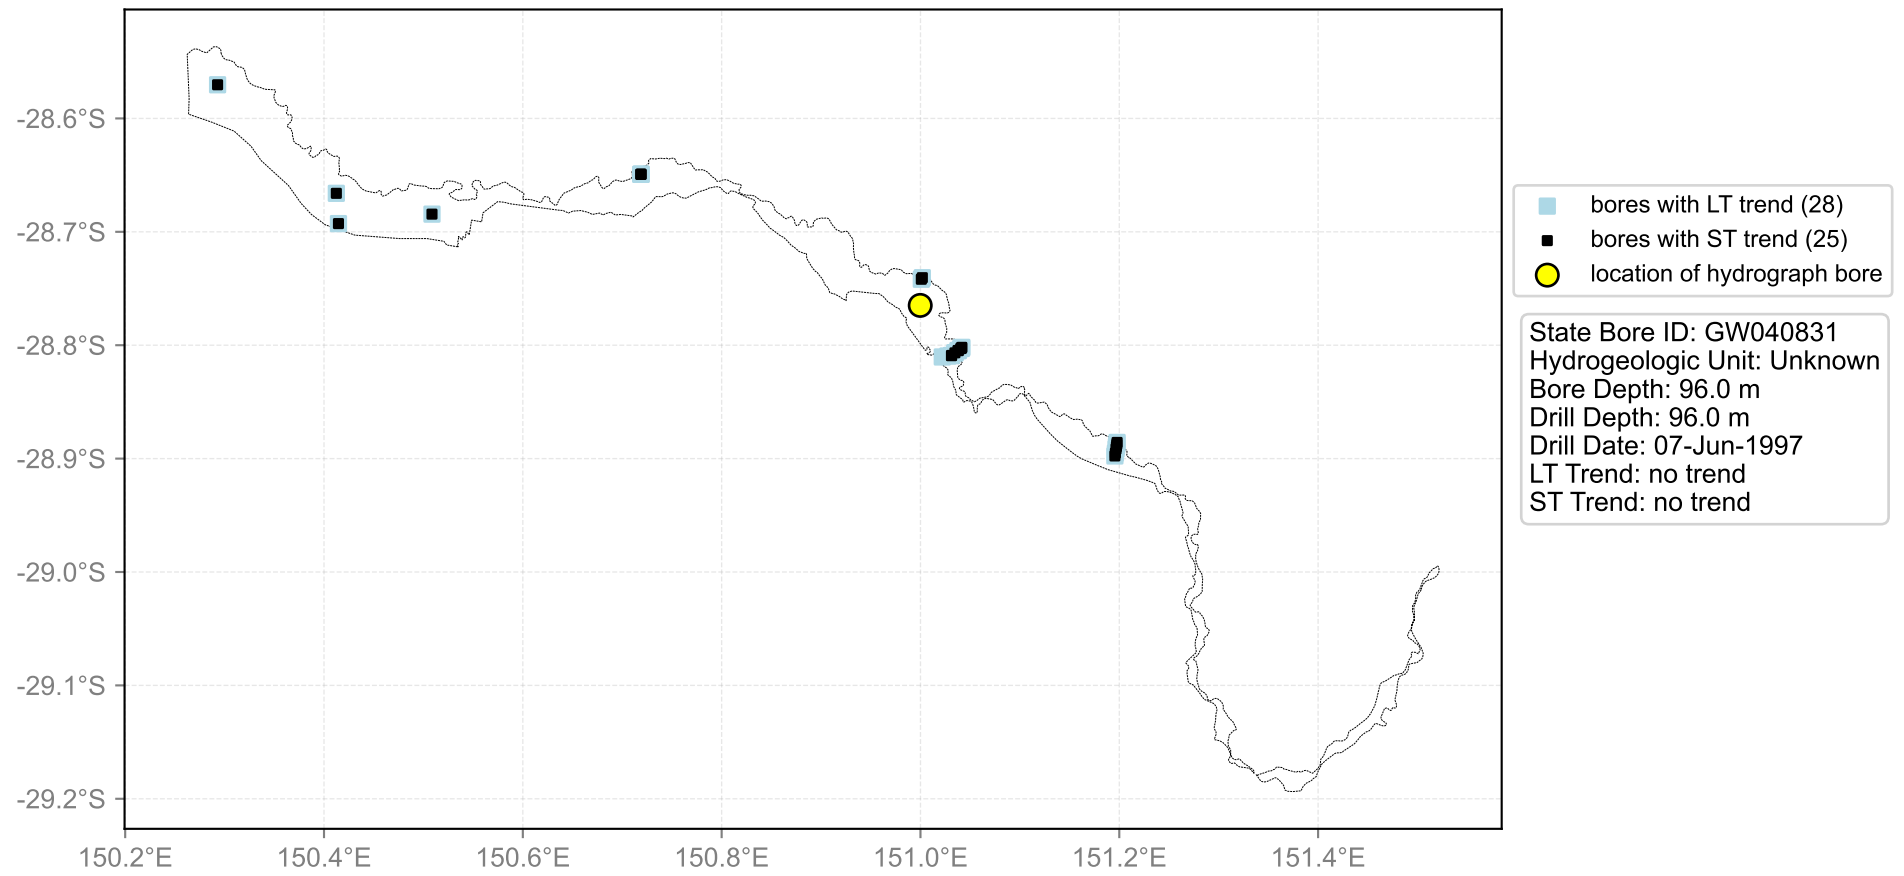 -28.6°S
-28.7°S
-28.8°S
-28.9°S
-29.0°S
-29.1°S
-29.2°S
150.2°E 150.4°E 150.6°E 150.8°E 151.0°E 151.2°E 151.4°E
bores with LT trend (28)
bores with ST trend (25)
location of hydrograph bore
State Bore ID: GW040831
Hydrogeologic Unit: Unknown
Bore Depth: 96.0 m
Drill Depth: 96.0 m
Drill Date: 07-Jun-1997
LT Trend: no trend
ST Trend: no trend